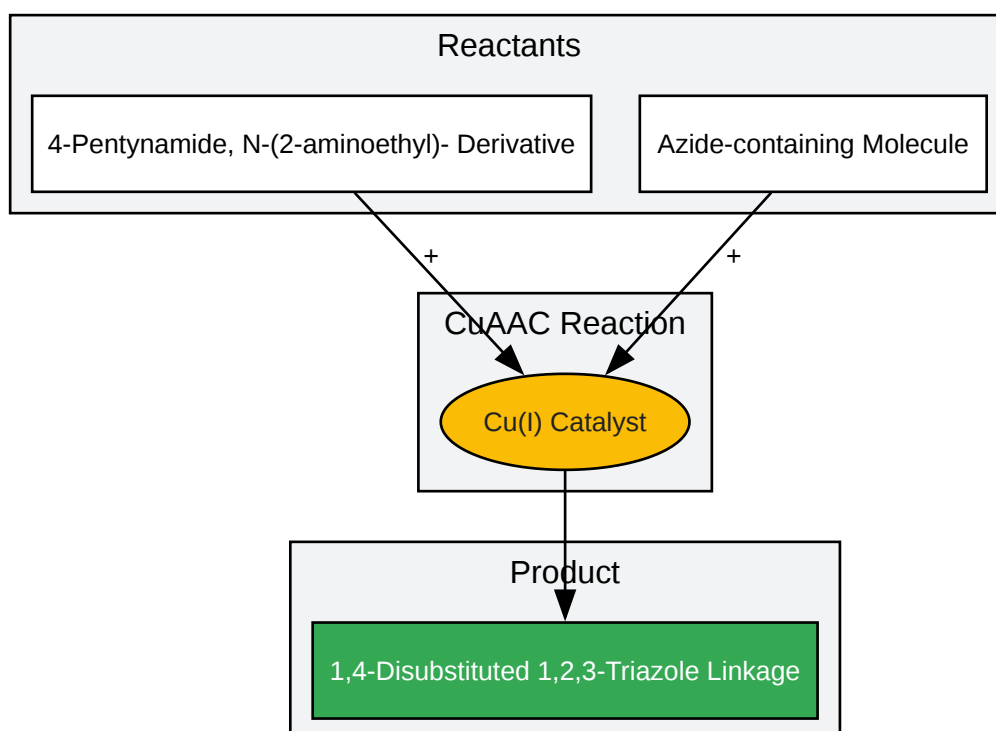 Reactants
4-Pentynamide, N-(2-aminoethyl)- Derivative
Azide-containing Molecule
+
+
CuAAC Reaction
Cu(I) Catalyst
Product
1,4-Disubstituted 1,2,3-Triazole Linkage